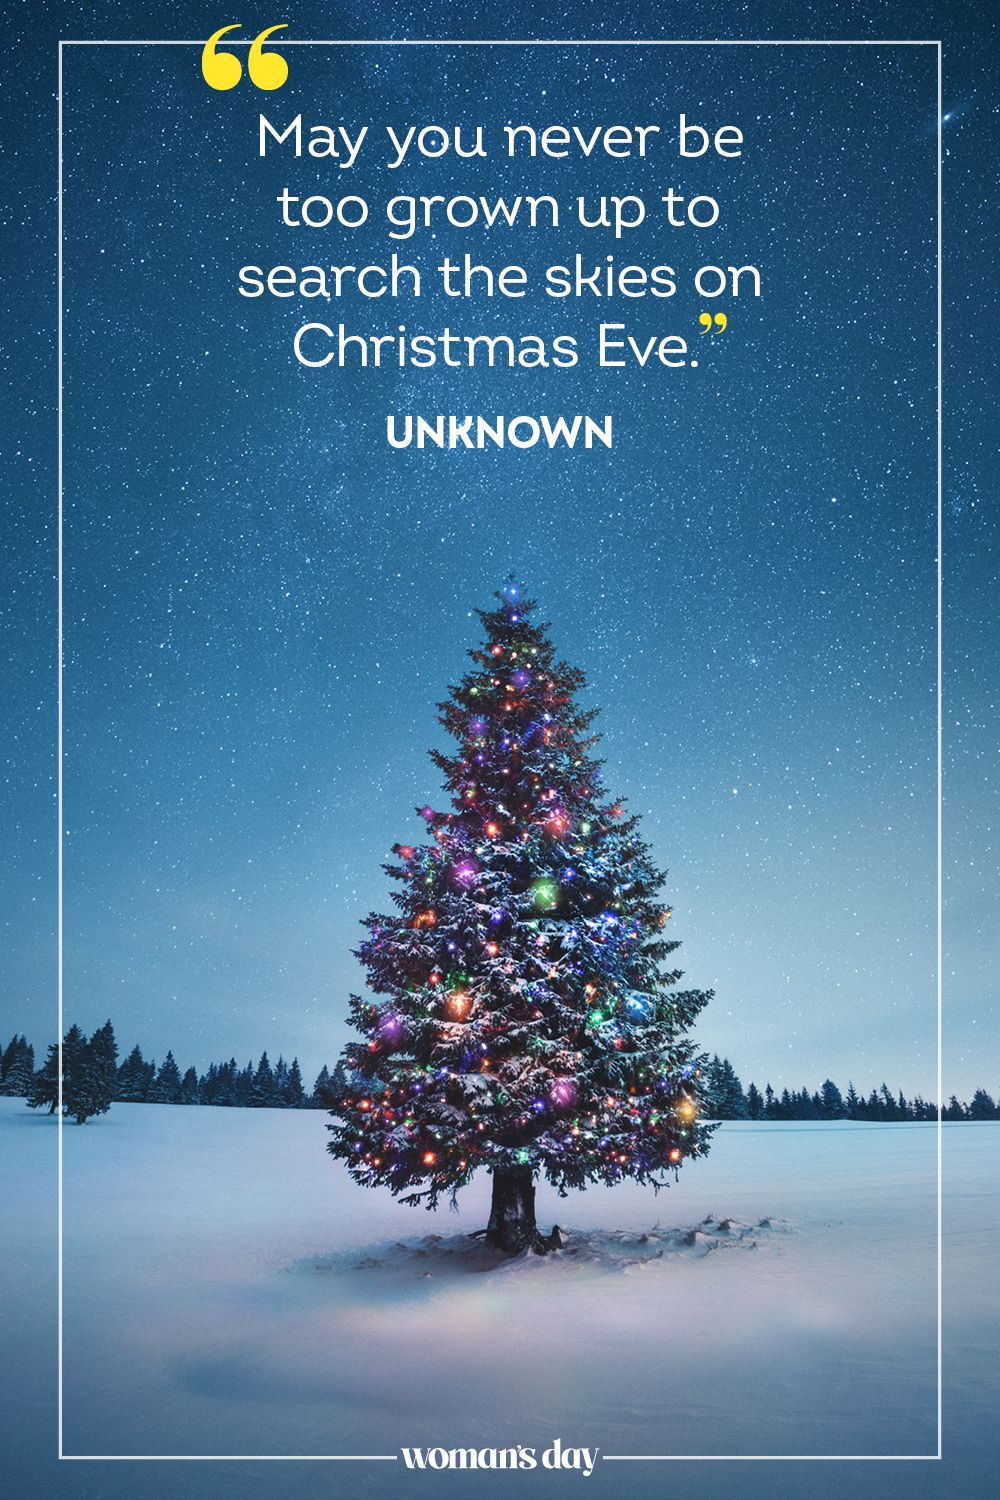 “May you never be
too grown up to
search the skies on
Christmas Eve.”
UNKNOWN
woman's day